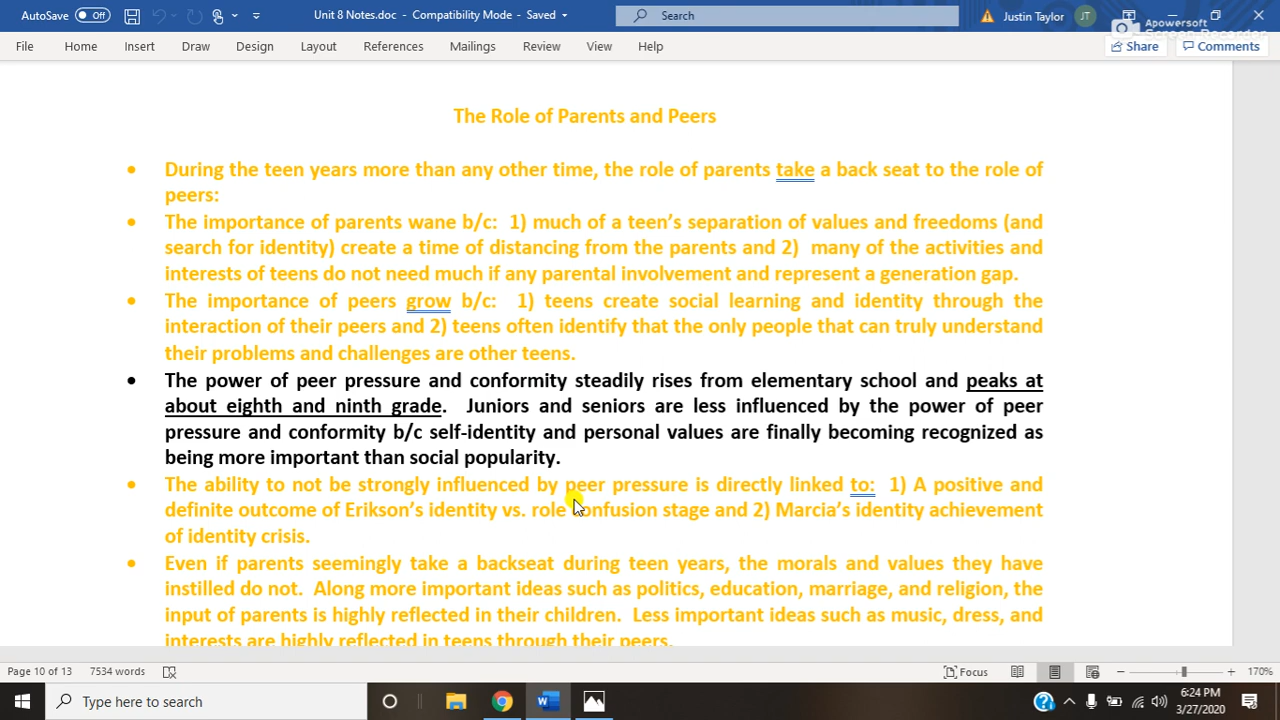 AutoSave Off Unit 8 Notes.doc - Compatibility Mode - Saved Search Justin Taylor JT
Apowersoft
Screen Recorder
File Home Insert Draw Design Layout References Mailings Review View Help Share Comments
The Role of Parents and Peers
• During the teen years more than any other time, the role of parents take a back seat to the role of
peers:
• The importance of parents wane b/c: 1) much of a teen's separation of values and freedoms (and
search for identity) create a time of distancing from the parents and 2) many of the activities and
interests of teens do not need much if any parental involvement and represent a generation gap.
• The importance of peers grow b/c: 1) teens create social learning and identity through the
interaction of their peers and 2) teens often identify that the only people that can truly understand
their problems and challenges are other teens.
• The power of peer pressure and conformity steadily rises from elementary school and peaks at
about eighth and ninth grade. Juniors and seniors are less influenced by the power of peer
pressure and conformity b/c self-identity and personal values are finally becoming recognized as
being more important than social popularity.
• The ability to not be strongly influenced by peer pressure is directly linked to: 1) A positive and
definite outcome of Erikson's identity vs. role confusion stage and 2) Marcia's identity achievement
of identity crisis.
• Even if parents seemingly take a backseat during teen years, the morals and values they have
instilled do not. Along more important ideas such as politics, education, marriage, and religion, the
input of parents is highly reflected in their children. Less important ideas such as music, dress, and
interests are highly reflected in teens through their peers.
Page 10 of 13 7534 words Focus 170%
Type here to search 6:24 PM
3/27/2020